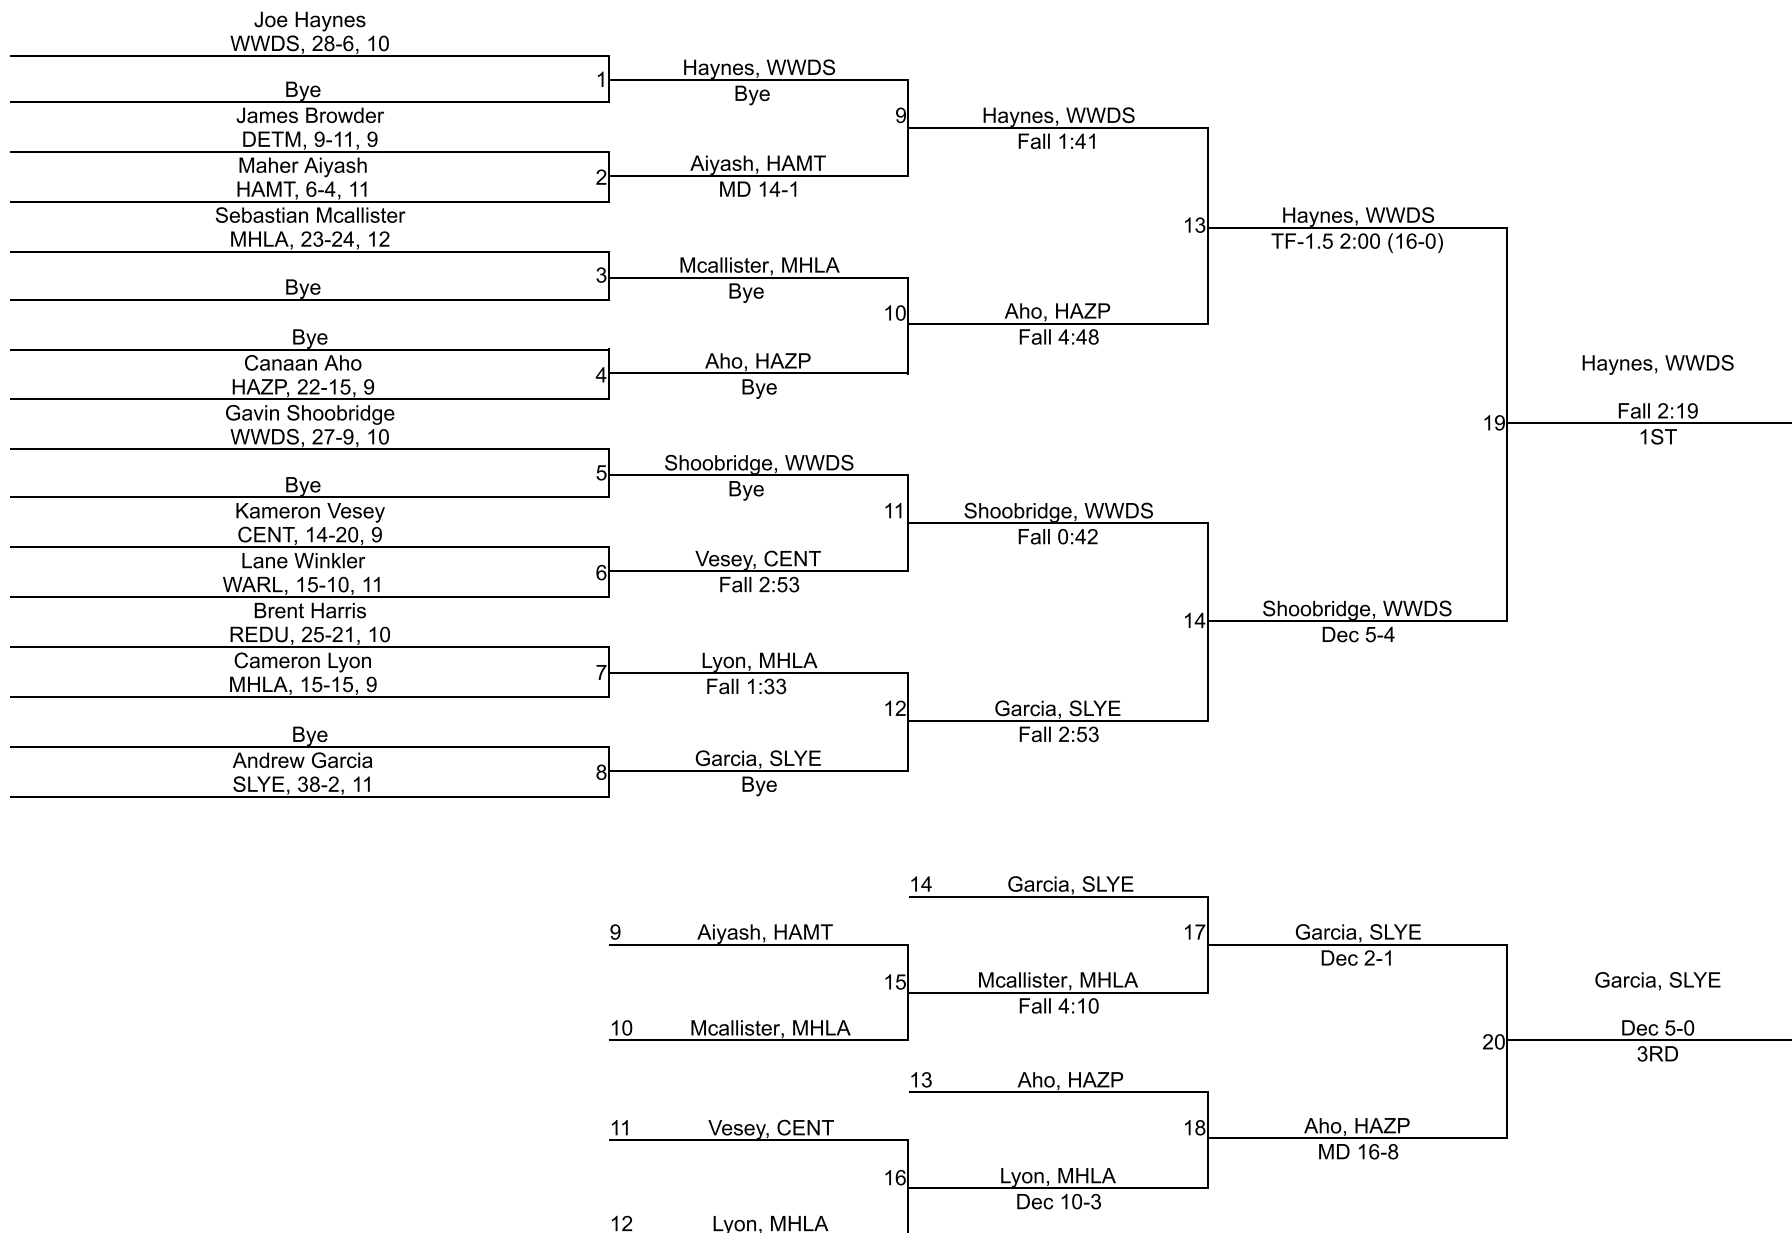 Joe Haynes
WWDS, 28-6, 10
Bye
James Browder
DETM, 9-11, 9
Maher Aiyash
HAMT, 6-4, 11
Sebastian Mcallister
MHLA, 23-24, 12
Bye
Bye
Canaan Aho
HAZP, 22-15, 9
Gavin Shoobridge
WWDS, 27-9, 10
Bye
Kameron Vesey
CENT, 14-20, 9
Lane Winkler
WARL, 15-10, 11
Brent Harris
REDU, 25-21, 10
Cameron Lyon
MHLA, 15-15, 9
Bye
Andrew Garcia
SLYE, 38-2, 11
1
2
3
4
5
6
7
8
Haynes, WWDS
Bye
Aiyash, HAMT
MD 14-1
Mcallister, MHLA
Bye
Aho, HAZP
Bye
Shoobridge, WWDS
Bye
Vesey, CENT
Fall 2:53
Lyon, MHLA
Fall 1:33
Garcia, SLYE
Bye
9
10
11
12
Haynes, WWDS
Fall 1:41
Aho, HAZP
Fall 4:48
Shoobridge, WWDS
Fall 0:42
Garcia, SLYE
Fall 2:53
13
14
Haynes, WWDS
TF-1.5 2:00 (16-0)
Shoobridge, WWDS
Dec 5-4
19
Haynes, WWDS
Fall 2:19
1ST
9 Aiyash, HAMT
10 Mcallister, MHLA
11 Vesey, CENT
12 Lyon, MHLA
15
16
14 Garcia, SLYE
Mcallister, MHLA
Fall 4:10
13 Aho, HAZP
Lyon, MHLA
Dec 10-3
17
18
Garcia, SLYE
Dec 2-1
Aho, HAZP
MD 16-8
20
Garcia, SLYE
Dec 5-0
3RD